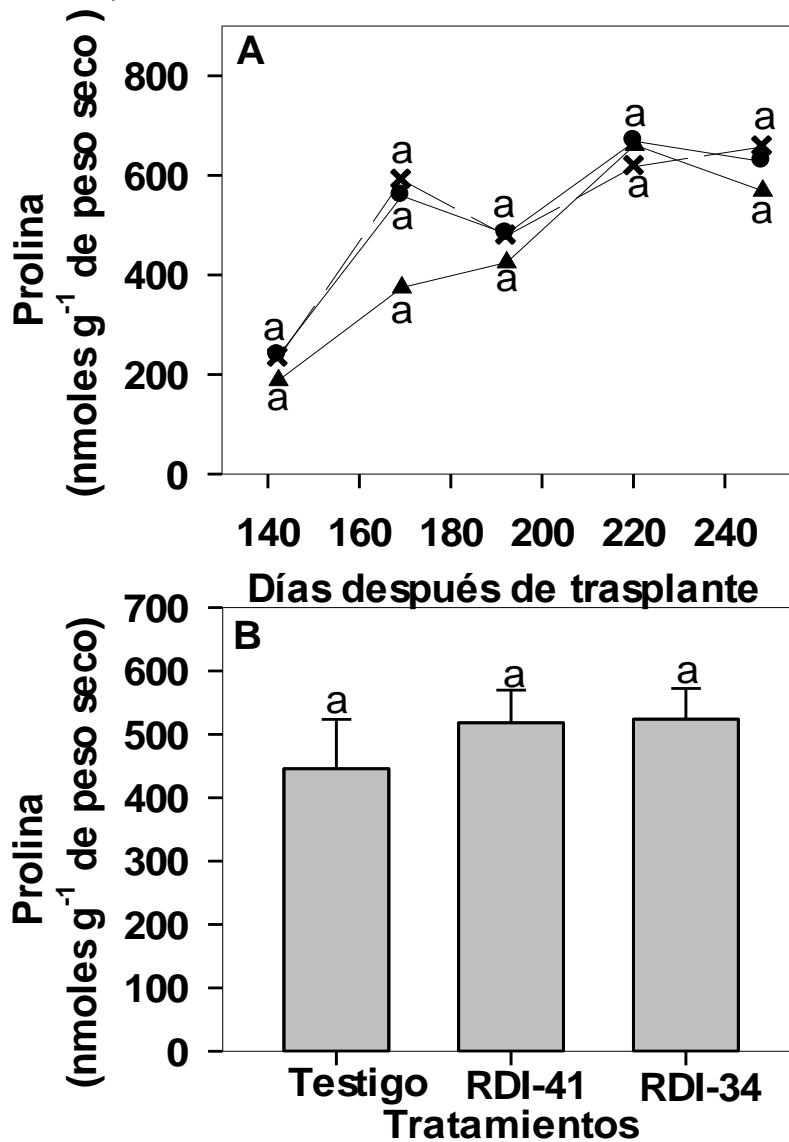 A
Prolina
(nmoles g⁻¹ de peso seco )
800
600
400
200
0
a
a
a
a
a
a
a
a
a
a
140 160 180 200 220 240
Días después de trasplante
B
Prolina
(nmoles g⁻¹ de peso seco)
700
600
500
400
300
200
100
0
a a a
Testigo RDI-41 RDI-34
Tratamientos